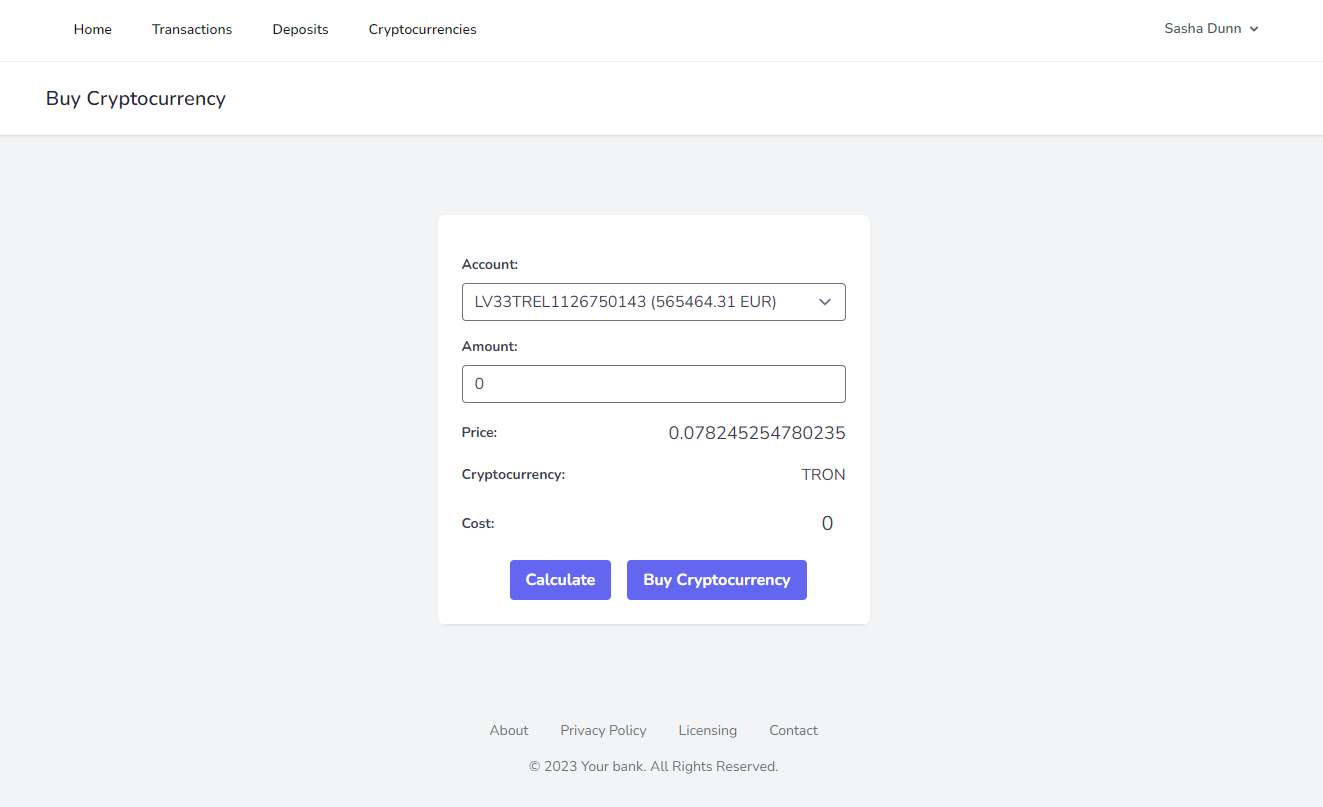 Home Transactions Deposits Cryptocurrencies Sasha Dunn
Buy Cryptocurrency
Account:
LV33TREL1126750143 (565464.31 EUR)
Amount:
0
Price: 0.078245254780235
Cryptocurrency: TRON
Cost: 0
Calculate Buy Cryptocurrency
About Privacy Policy Licensing Contact
© 2023 Your bank. All Rights Reserved.